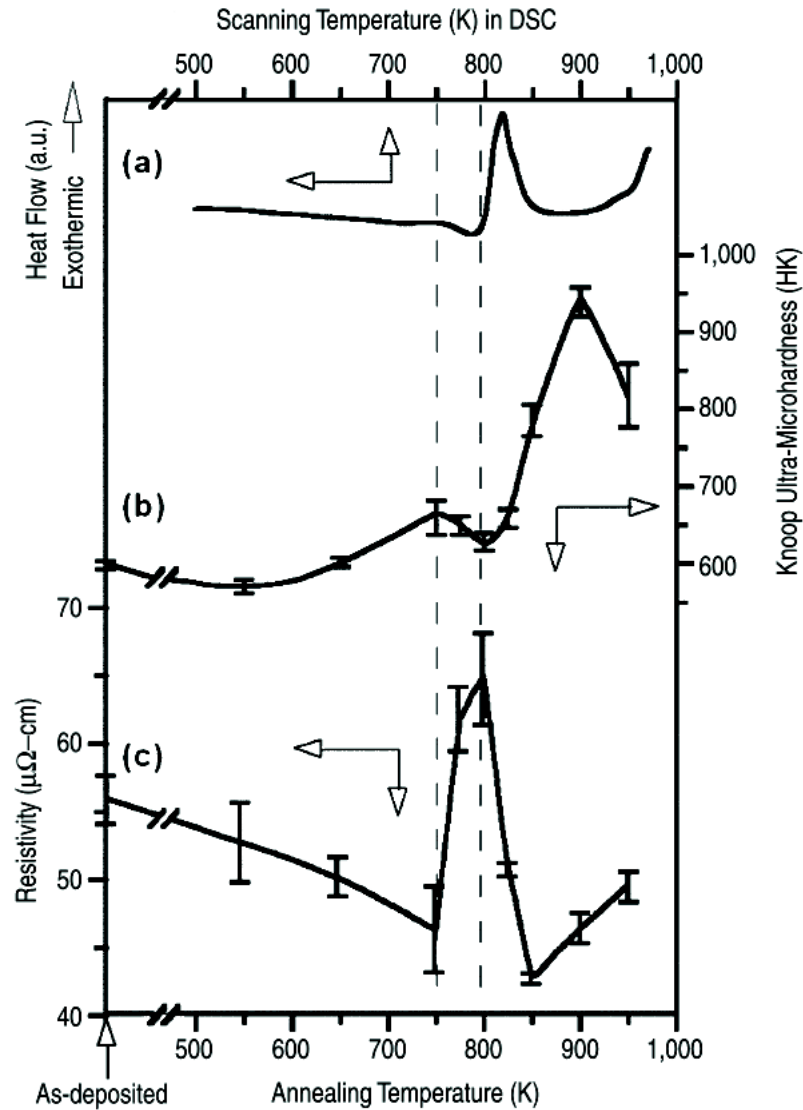 Scanning Temperature (K) in DSC
500 600 700 800 900 1,000
Heat Flow (a.u.)
Exothermic
(a)
1,000
900
800
700
600
Knoop Ultra-Microhardness (HK)
(b)
70
60
50
40
Resistivity (μΩ–cm)
(c)
500 600 700 800 900 1,000
As-deposited
Annealing Temperature (K)